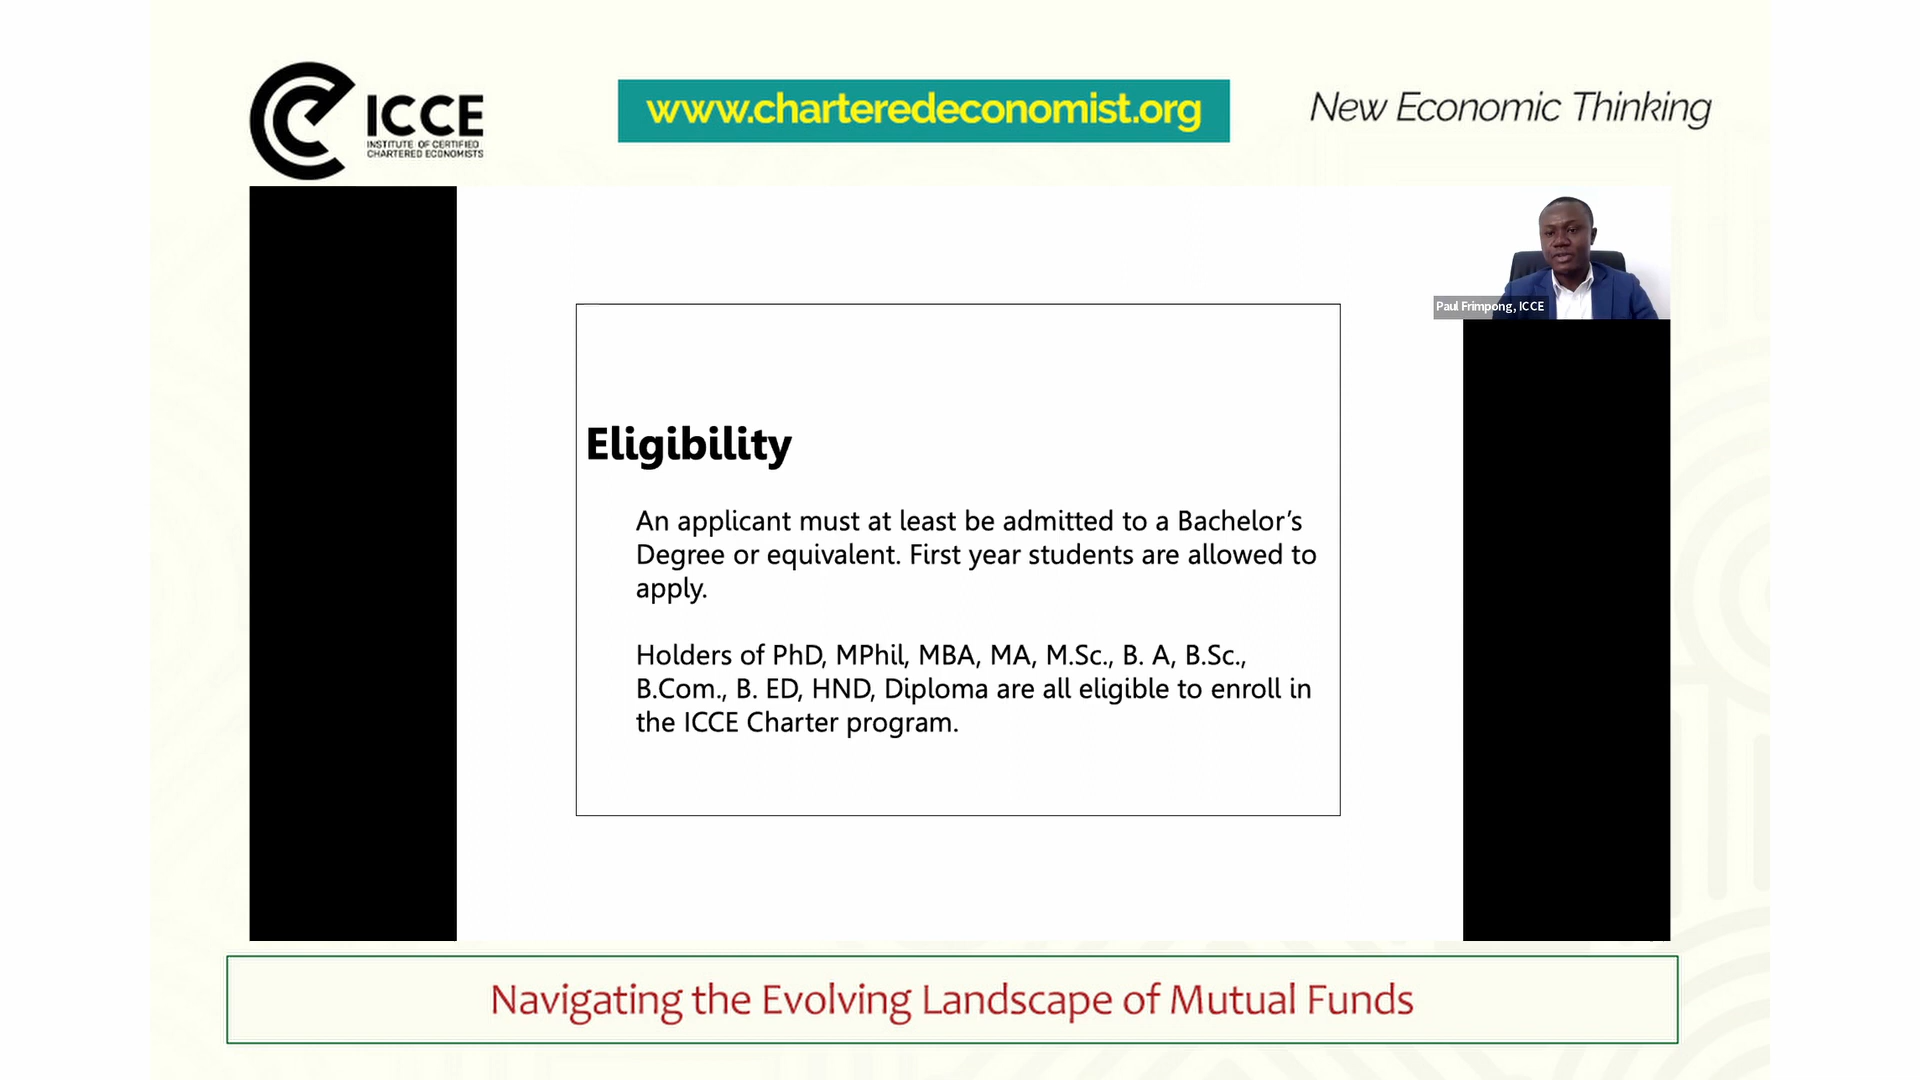 ICCE
INSTITUTE OF CERTIFIED
CHARTERED ECONOMISTS
www.charteredeconomist.org
New Economic Thinking
Paul Frimpong, ICCE
Eligibility
An applicant must at least be admitted to a Bachelor's
Degree or equivalent. First year students are allowed to
apply.
Holders of PhD, MPhil, MBA, MA, M.Sc., B. A, B.Sc.,
B.Com., B. ED, HND, Diploma are all eligible to enroll in
the ICCE Charter program.
Navigating the Evolving Landscape of Mutual Funds